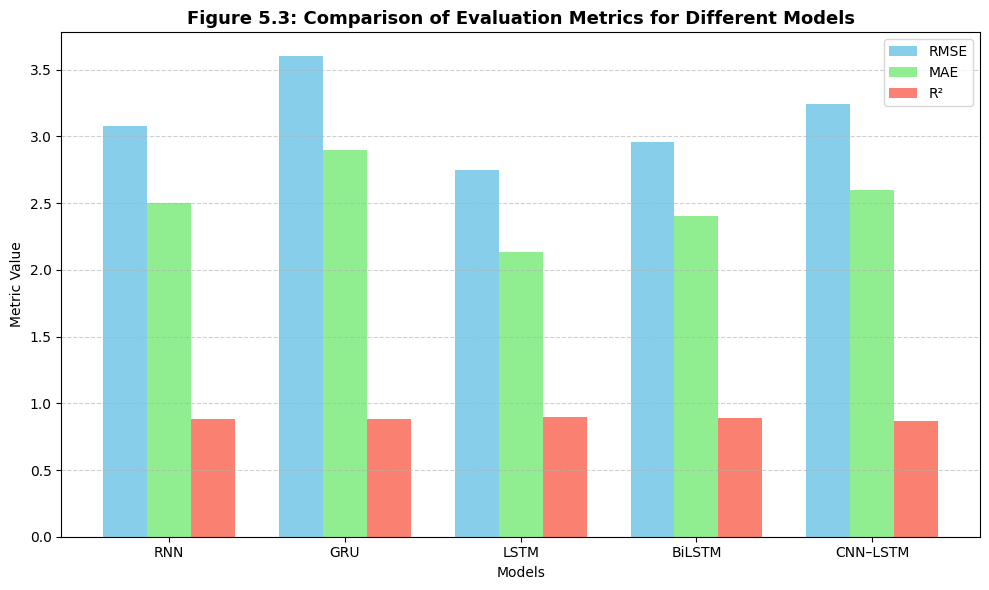 Figure 5.3: Comparison of Evaluation Metrics for Different Models
RMSE
MAE
R²
Metric Value
3.5
3.0
2.5
2.0
1.5
1.0
0.5
0.0
RNN
GRU
LSTM
BiLSTM
CNN–LSTM
Models